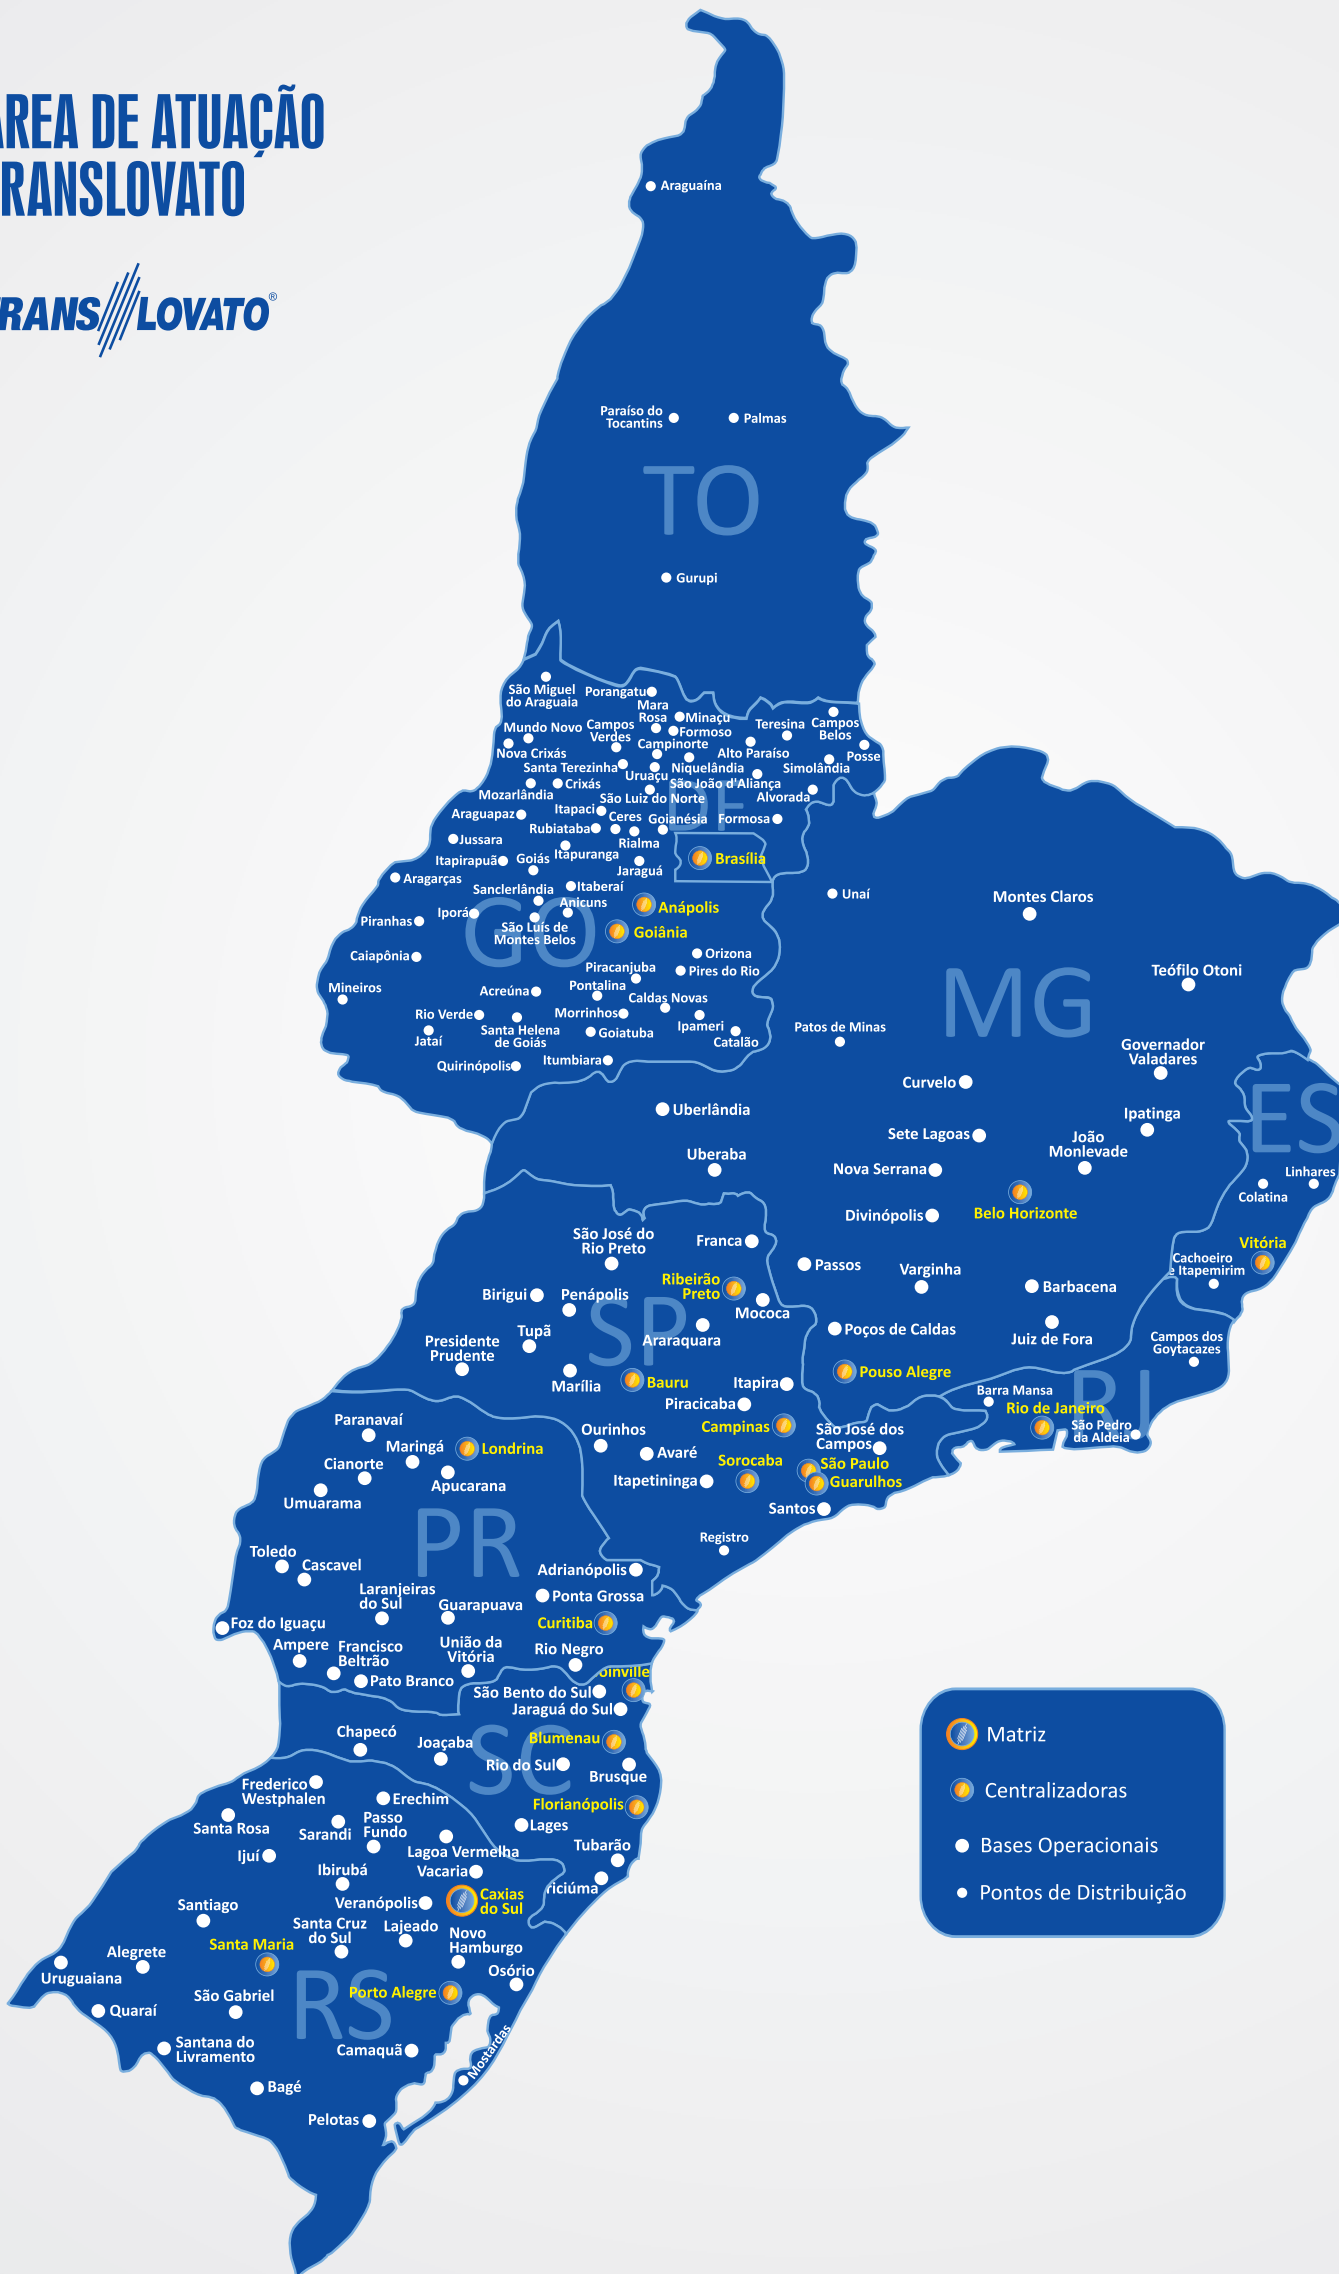 ÁREA DE ATUAÇÃO
RANSLOVATO
RANS LOVATO®
Araguaína
Paraíso do
Tocantins
Palmas
TO
Gurupi
São Miguel
do Araguaia
Porangatu
Mara
Rosa
Minaçu
Formoso
Mundo Novo
Campos
Verdes
Campinorte
Teresina
Campos
Belos
Nova Crixás
Alto Paraíso
Posse
Santa Terezinha
Uruaçu
Niquelândia
Simolândia
Crixás
São João d'Aliança
Mozarlândia
São Luiz do Norte
Alvorada
DF
Itapaci
Araguapaz
Ceres
Goianésia
Formosa
Rubiataba
Rialma
Jussara
Itapuranga
Itapirapuã
Goiás
Jaraguá
Brasília
Aragarças
Itaberaí
Sanclerlândia
Anicuns
Anápolis
Iporá
GO
Piranhas
São Luís de
Montes Belos
Goiânia
Caiapônia
Orizona
Piracanjuba
Pires do Rio
Mineiros
Acreúna
Pontalina
Caldas Novas
Rio Verde
Morrinhos
Ipameri
Jataí
Santa Helena
de Goiás
Goiatuba
Catalão
Quirinópolis
Itumbiara
Unaí
Montes Claros
Teófilo Otoni
MG
Patos de Minas
Governador
Valadares
Curvelo
Uberlândia
Ipatinga
Sete Lagoas
João
Monlevade
Uberaba
Nova Serrana
Belo Horizonte
Divinópolis
Passos
Varginha
Barbacena
Poços de Caldas
Juiz de Fora
Pouso Alegre
ES
Linhares
Colatina
Vitória
Cachoeiro
e Itapemirim
Campos dos
Goytacazes
RJ
Barra Mansa
Rio de Janeiro
São Pedro
da Aldeia
São José do
Rio Preto
Franca
Ribeirão
Preto
Birigui
Penápolis
Mococa
SP
Tupã
Araraquara
Presidente
Prudente
Marília
Bauru
Itapira
Piracicaba
Campinas
Ourinhos
São José dos
Campos
Avaré
Sorocaba
São Paulo
Itapetininga
Guarulhos
Santos
Registro
Paranavaí
Maringá
Londrina
Cianorte
Apucarana
Umuarama
PR
Toledo
Cascavel
Adrianópolis
Laranjeiras
do Sul
Guarapuava
Ponta Grossa
Foz do Iguaçu
Curitiba
Ampere
Francisco
Beltrão
União da
Vitória
Rio Negro
Pato Branco
oinville
São Bento do Sul
Jaraguá do Sul
Chapecó
Joaçaba
SC
Blumenau
Rio do Sul
Brusque
Florianópolis
Lages
Tubarão
riciúma
Frederico
Westphalen
Erechim
Santa Rosa
Sarandi
Passo
Fundo
Ijuí
Lagoa Vermelha
Ibirubá
Vacaria
Santiago
Veranópolis
Caxias
do Sul
Santa Cruz
do Sul
Lajeado
Novo
Hamburgo
Alegrete
Santa Maria
Uruguaiana
Osório
São Gabriel
RS
Porto Alegre
Quaraí
Santana do
Livramento
Camaquã
Mostardas
Bagé
Pelotas
Matriz
Centralizadoras
Bases Operacionais
Pontos de Distribuição